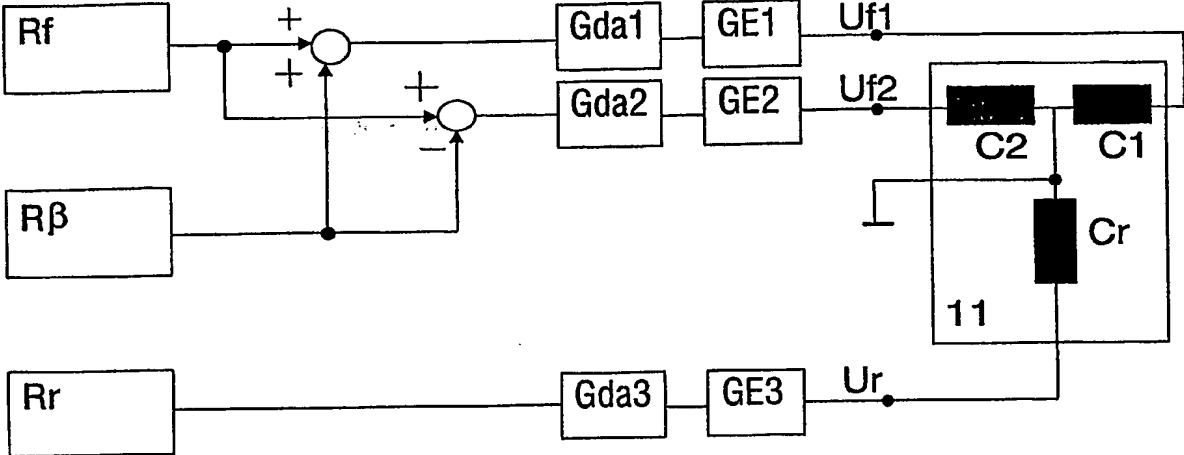 Rf
+
+
Gda1
GE1
Uf1
+
−
Gda2
GE2
Uf2
C2
C1
Rβ
Cr
11
Rr
Gda3
GE3
Ur